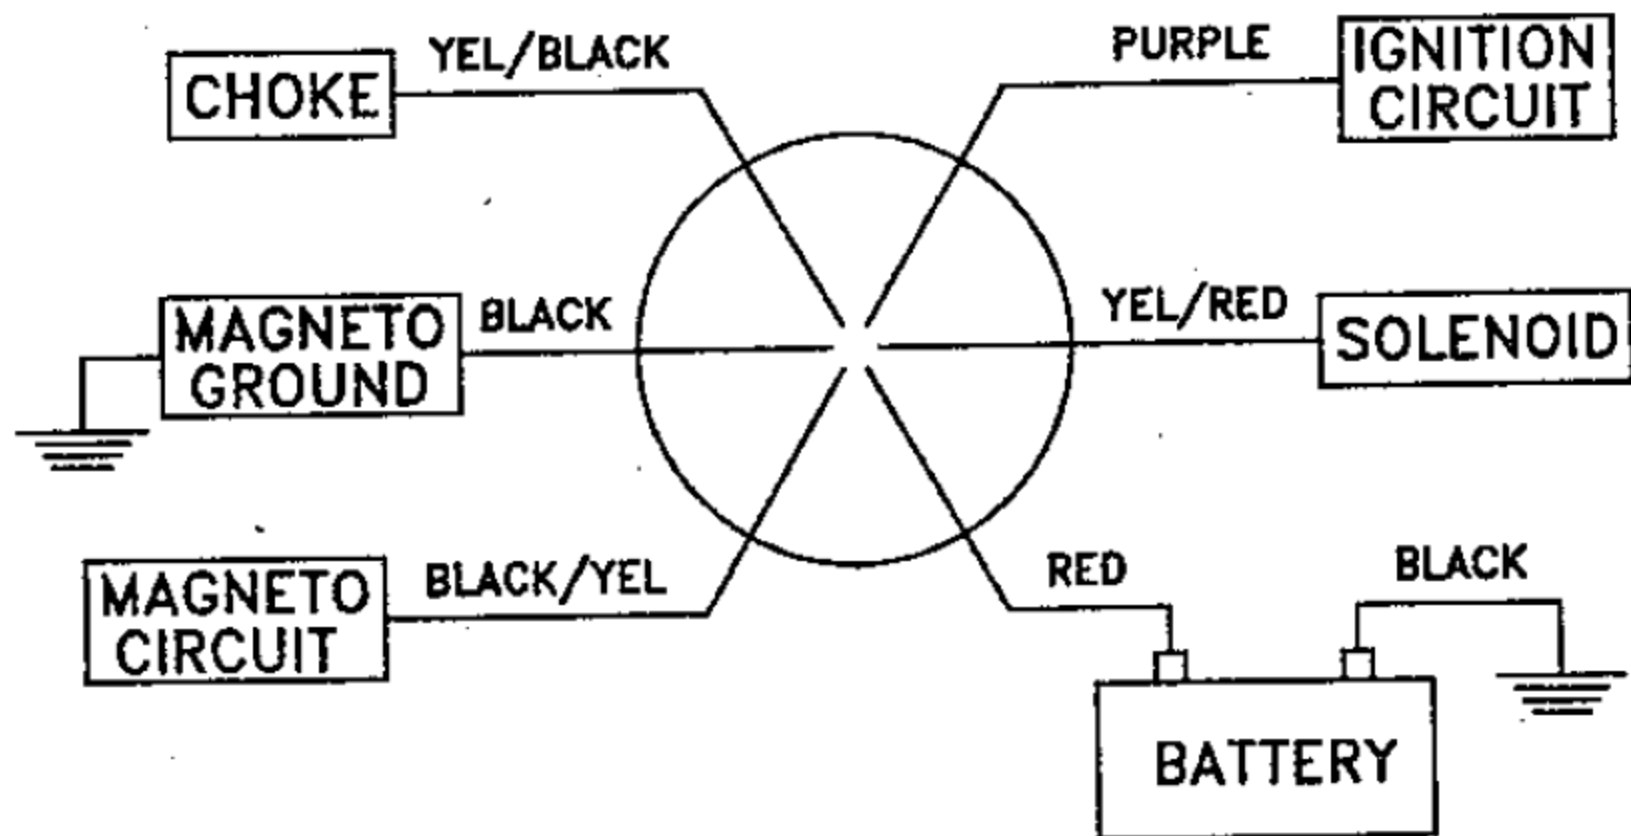 YEL/BLACK
PURPLE
CHOKE
IGNITION
CIRCUIT
MAGNETO
GROUND
BLACK
YEL/RED
SOLENOID
MAGNETO
CIRCUIT
BLACK/YEL
RED
BLACK
BATTERY